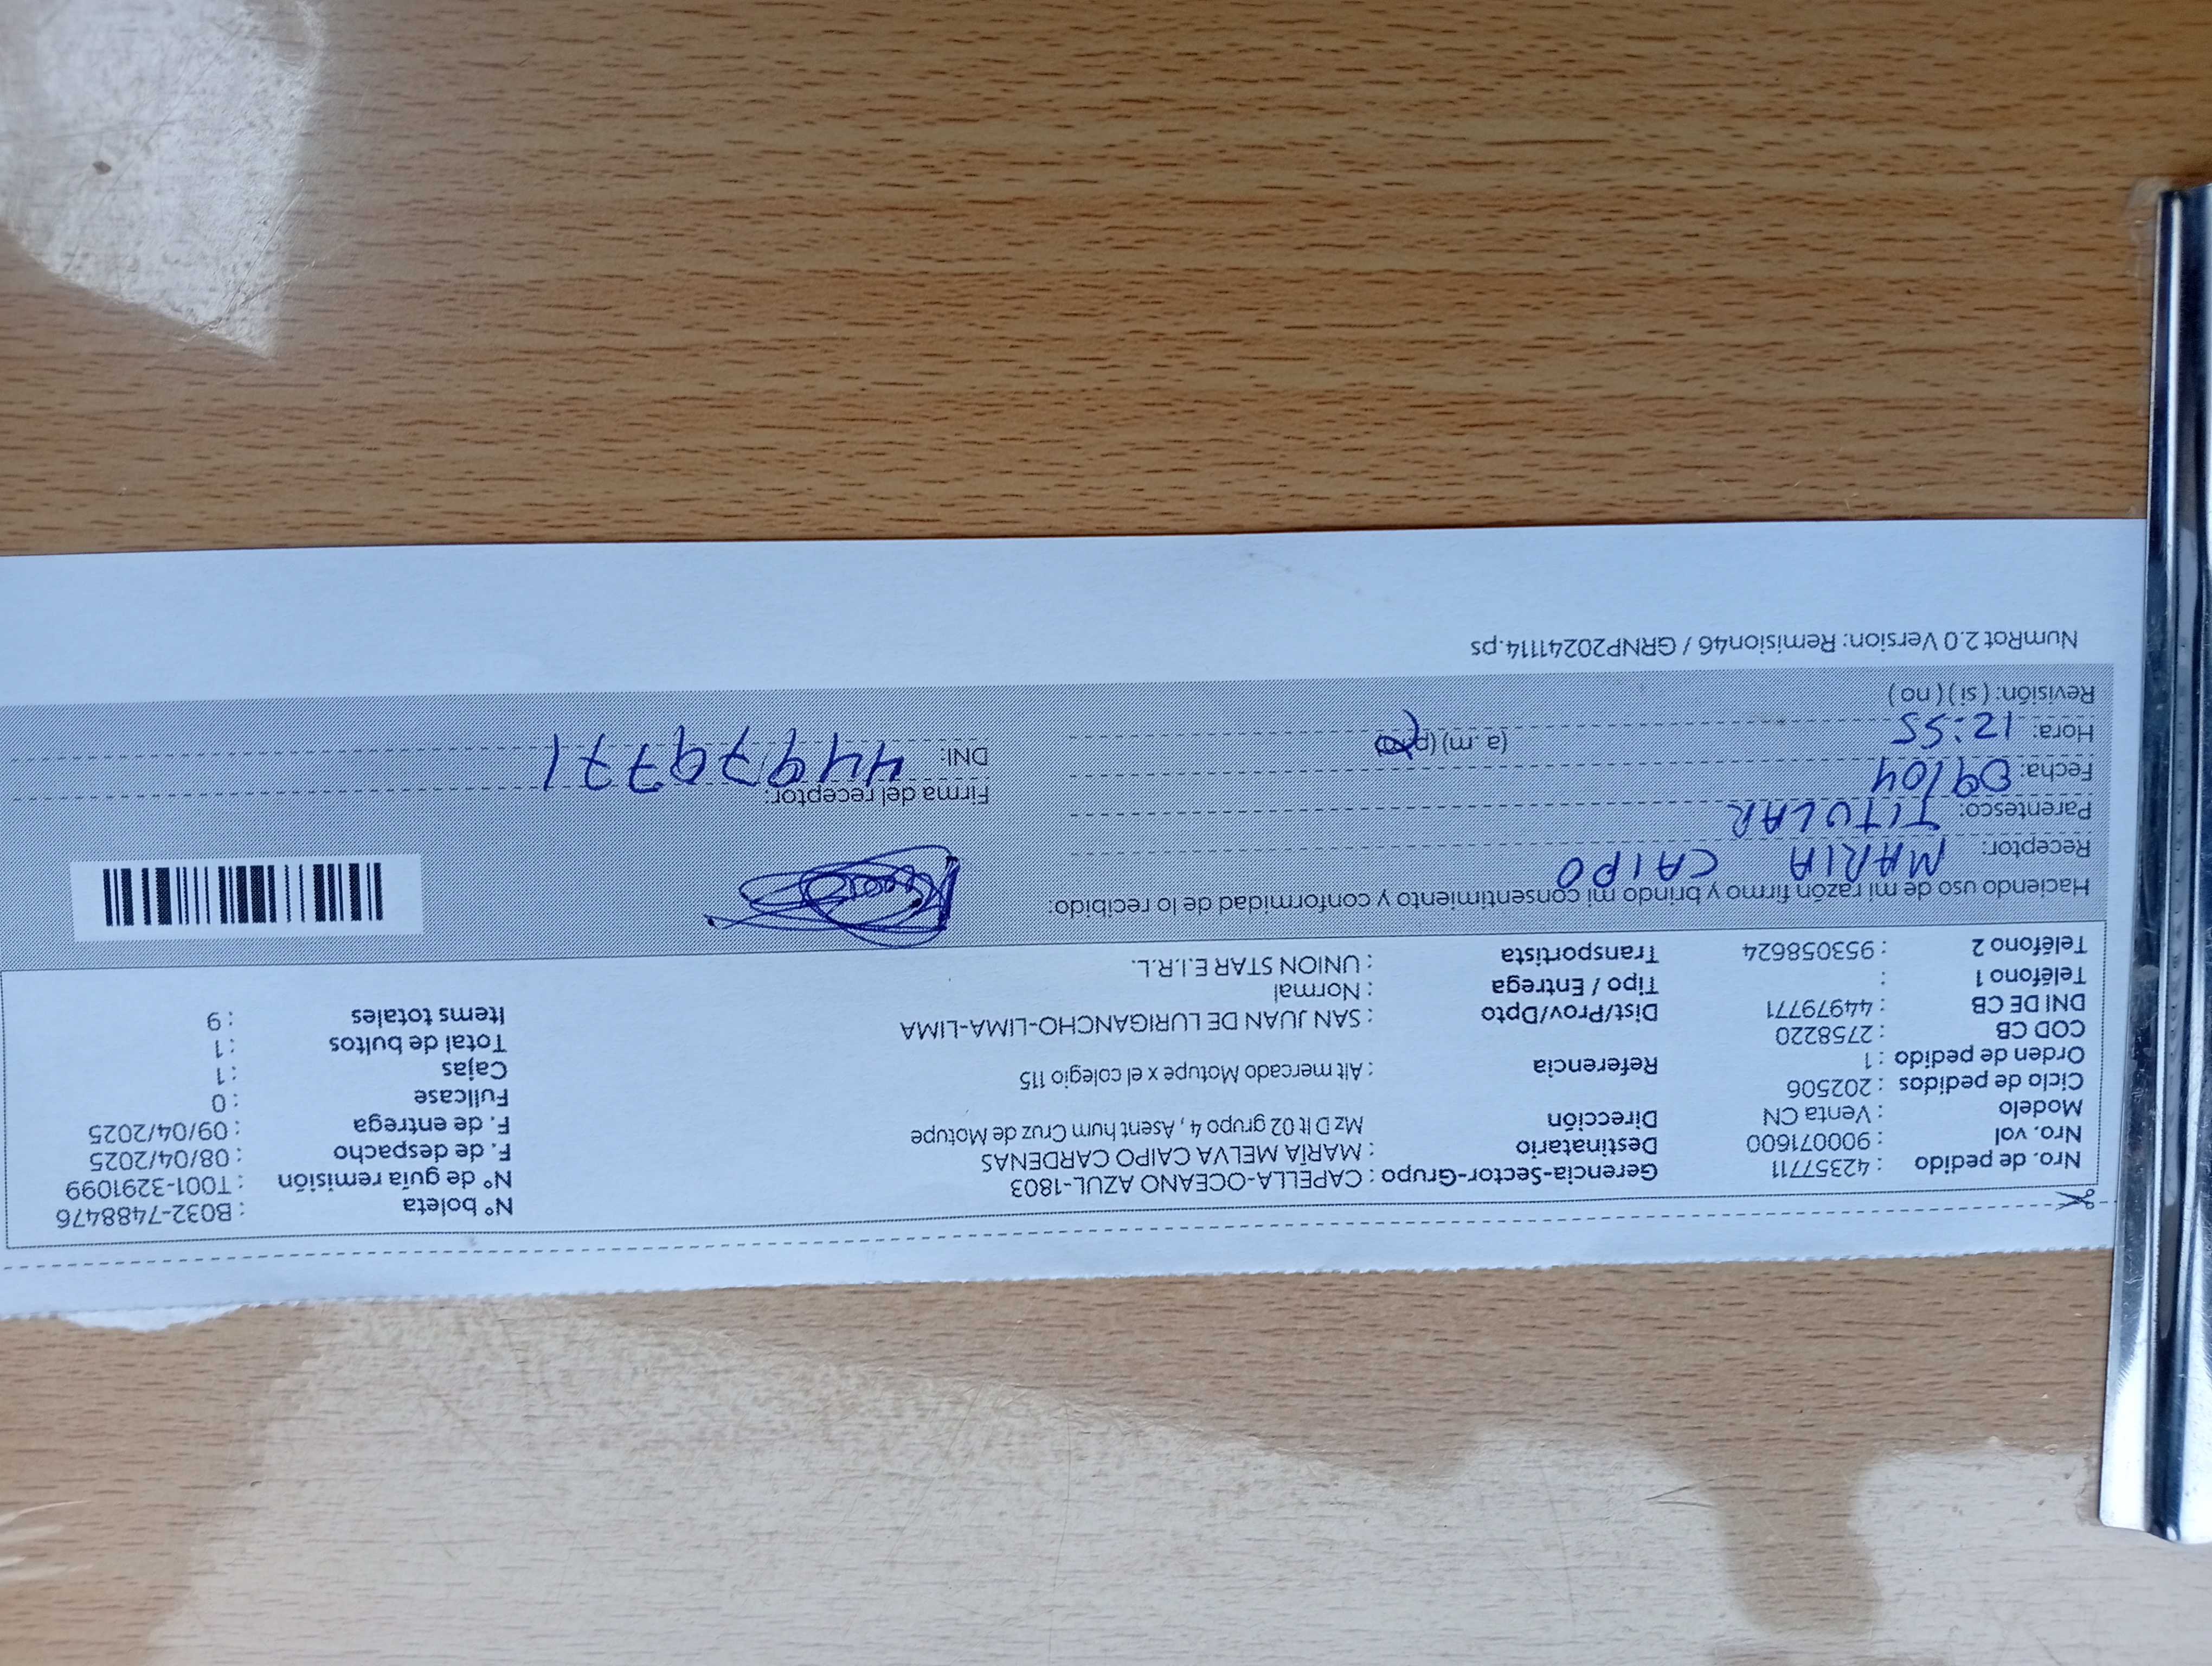 Nro. de pedido : 42357711 Gerencia-Sector-Grupo : CAPELLA-OCEANO AZUL-1803 N° boleta : B032-7488476
Nro. vol : 900071600 Destinatario : MARÍA MELVA CAIPO CARDENAS N° de guía remisión : T001-3291099
Modelo : Venta CN Dirección Mz D lt 02 grupo 4 , Asent hum Cruz de Motupe F. de despacho : 08/04/2025
Ciclo de pedidos : 202506 F. de entrega : 09/04/2025
Orden de pedido : 1 Referencia : Alt mercado Motupe x el colegio 115 Fullcase : 0
COD CB : 2758220 Cajas : 1
DNI DE CB : 44979771 Dist/Prov/Dpto : SAN JUAN DE LURIGANCHO-LIMA-LIMA Total de bultos : 1
Teléfono 1 : Tipo / Entrega : Normal Items totales : 9
Teléfono 2 : 953058624 Transportista : UNION STAR E.I.R.L.
Haciendo uso de mi razón firmo y brindo mi consentimiento y conformidad de lo recibido:
Receptor: MARIA CAIPO
Parentesco: TITULAR Firma del receptor:
Fecha: 09/04 DNI: 44979771
Hora: 12:55 (a.m) (p.m)
Revisión: ( si ) ( no )
NumRot 2.0 Version: Remision46 / GRNP20241114.ps